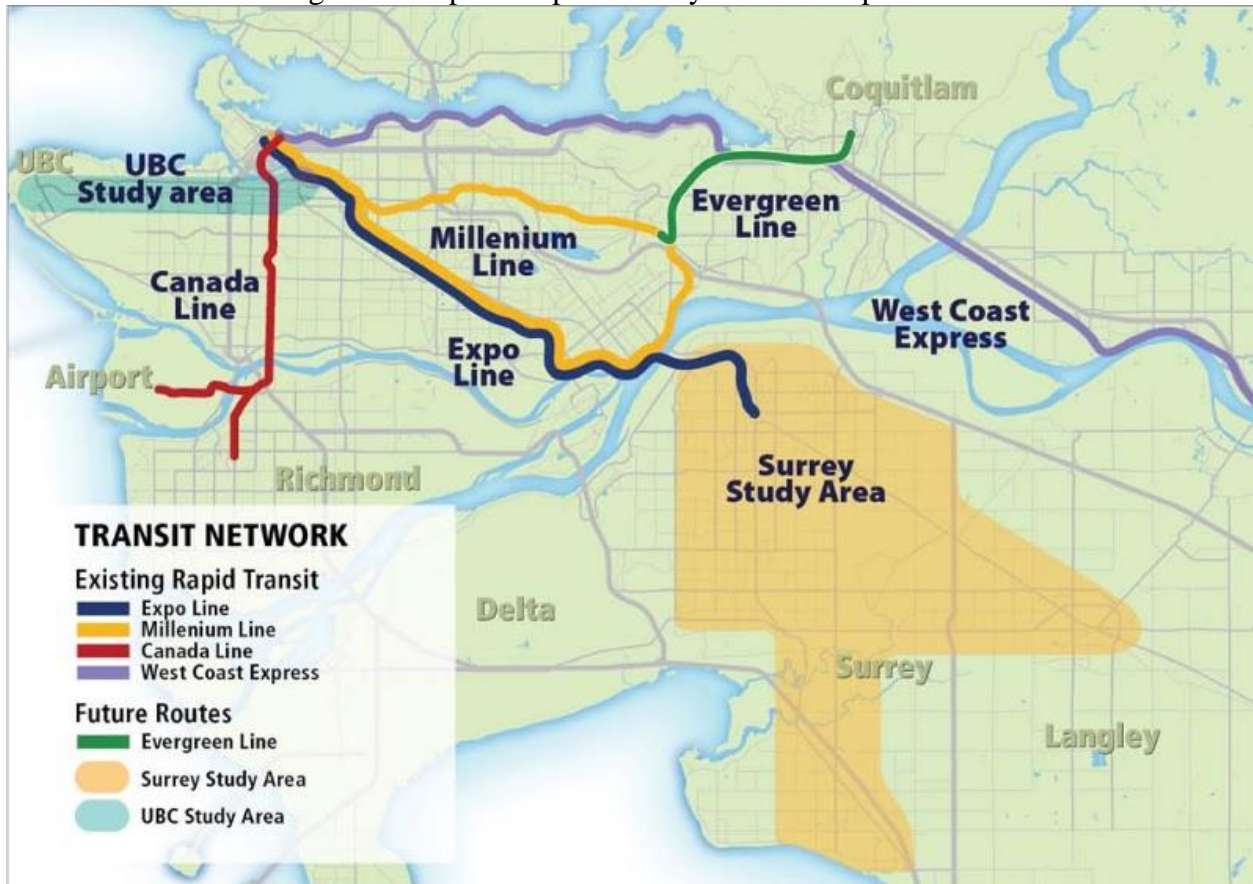 Coquitlam
UBC
UBC
Study area
Evergreen
Line
Millenium
Line
Canada
Line
West Coast
Express
Expo
Line
Airport
Surrey
Study Area
Richmond
TRANSIT NETWORK
Existing Rapid Transit
Expo Line
Millenium Line
Canada Line
West Coast Express
Future Routes
Evergreen Line
Surrey Study Area
UBC Study Area
Delta
Surrey
Langley